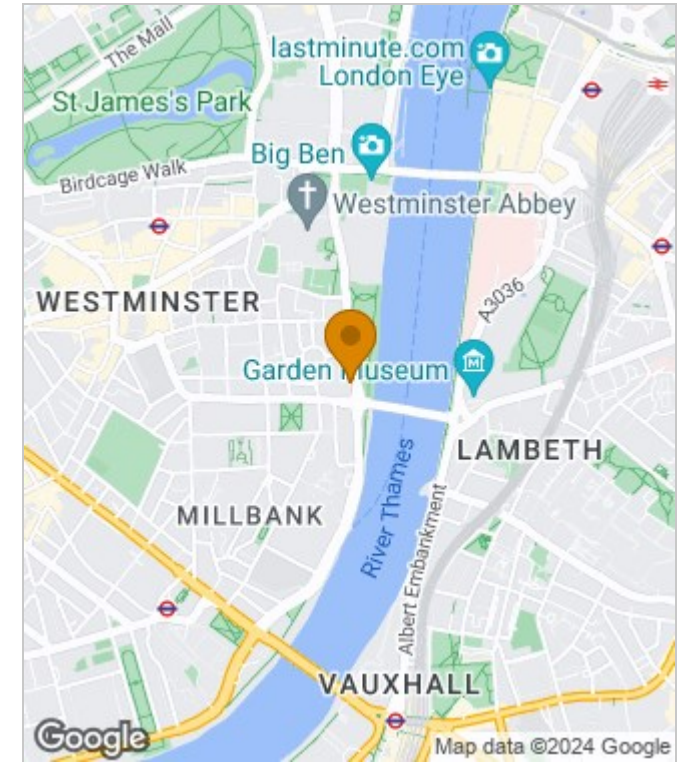 The Mall
lastminute.com
London Eye
St James's Park
Big Ben
Birdcage Walk
Westminster Abbey
WESTMINSTER
A3036
Garden Museum
LAMBETH
MILLBANK
River Thames
Albert Embankment
VAUXHALL
Google
Map data ©2024 Google